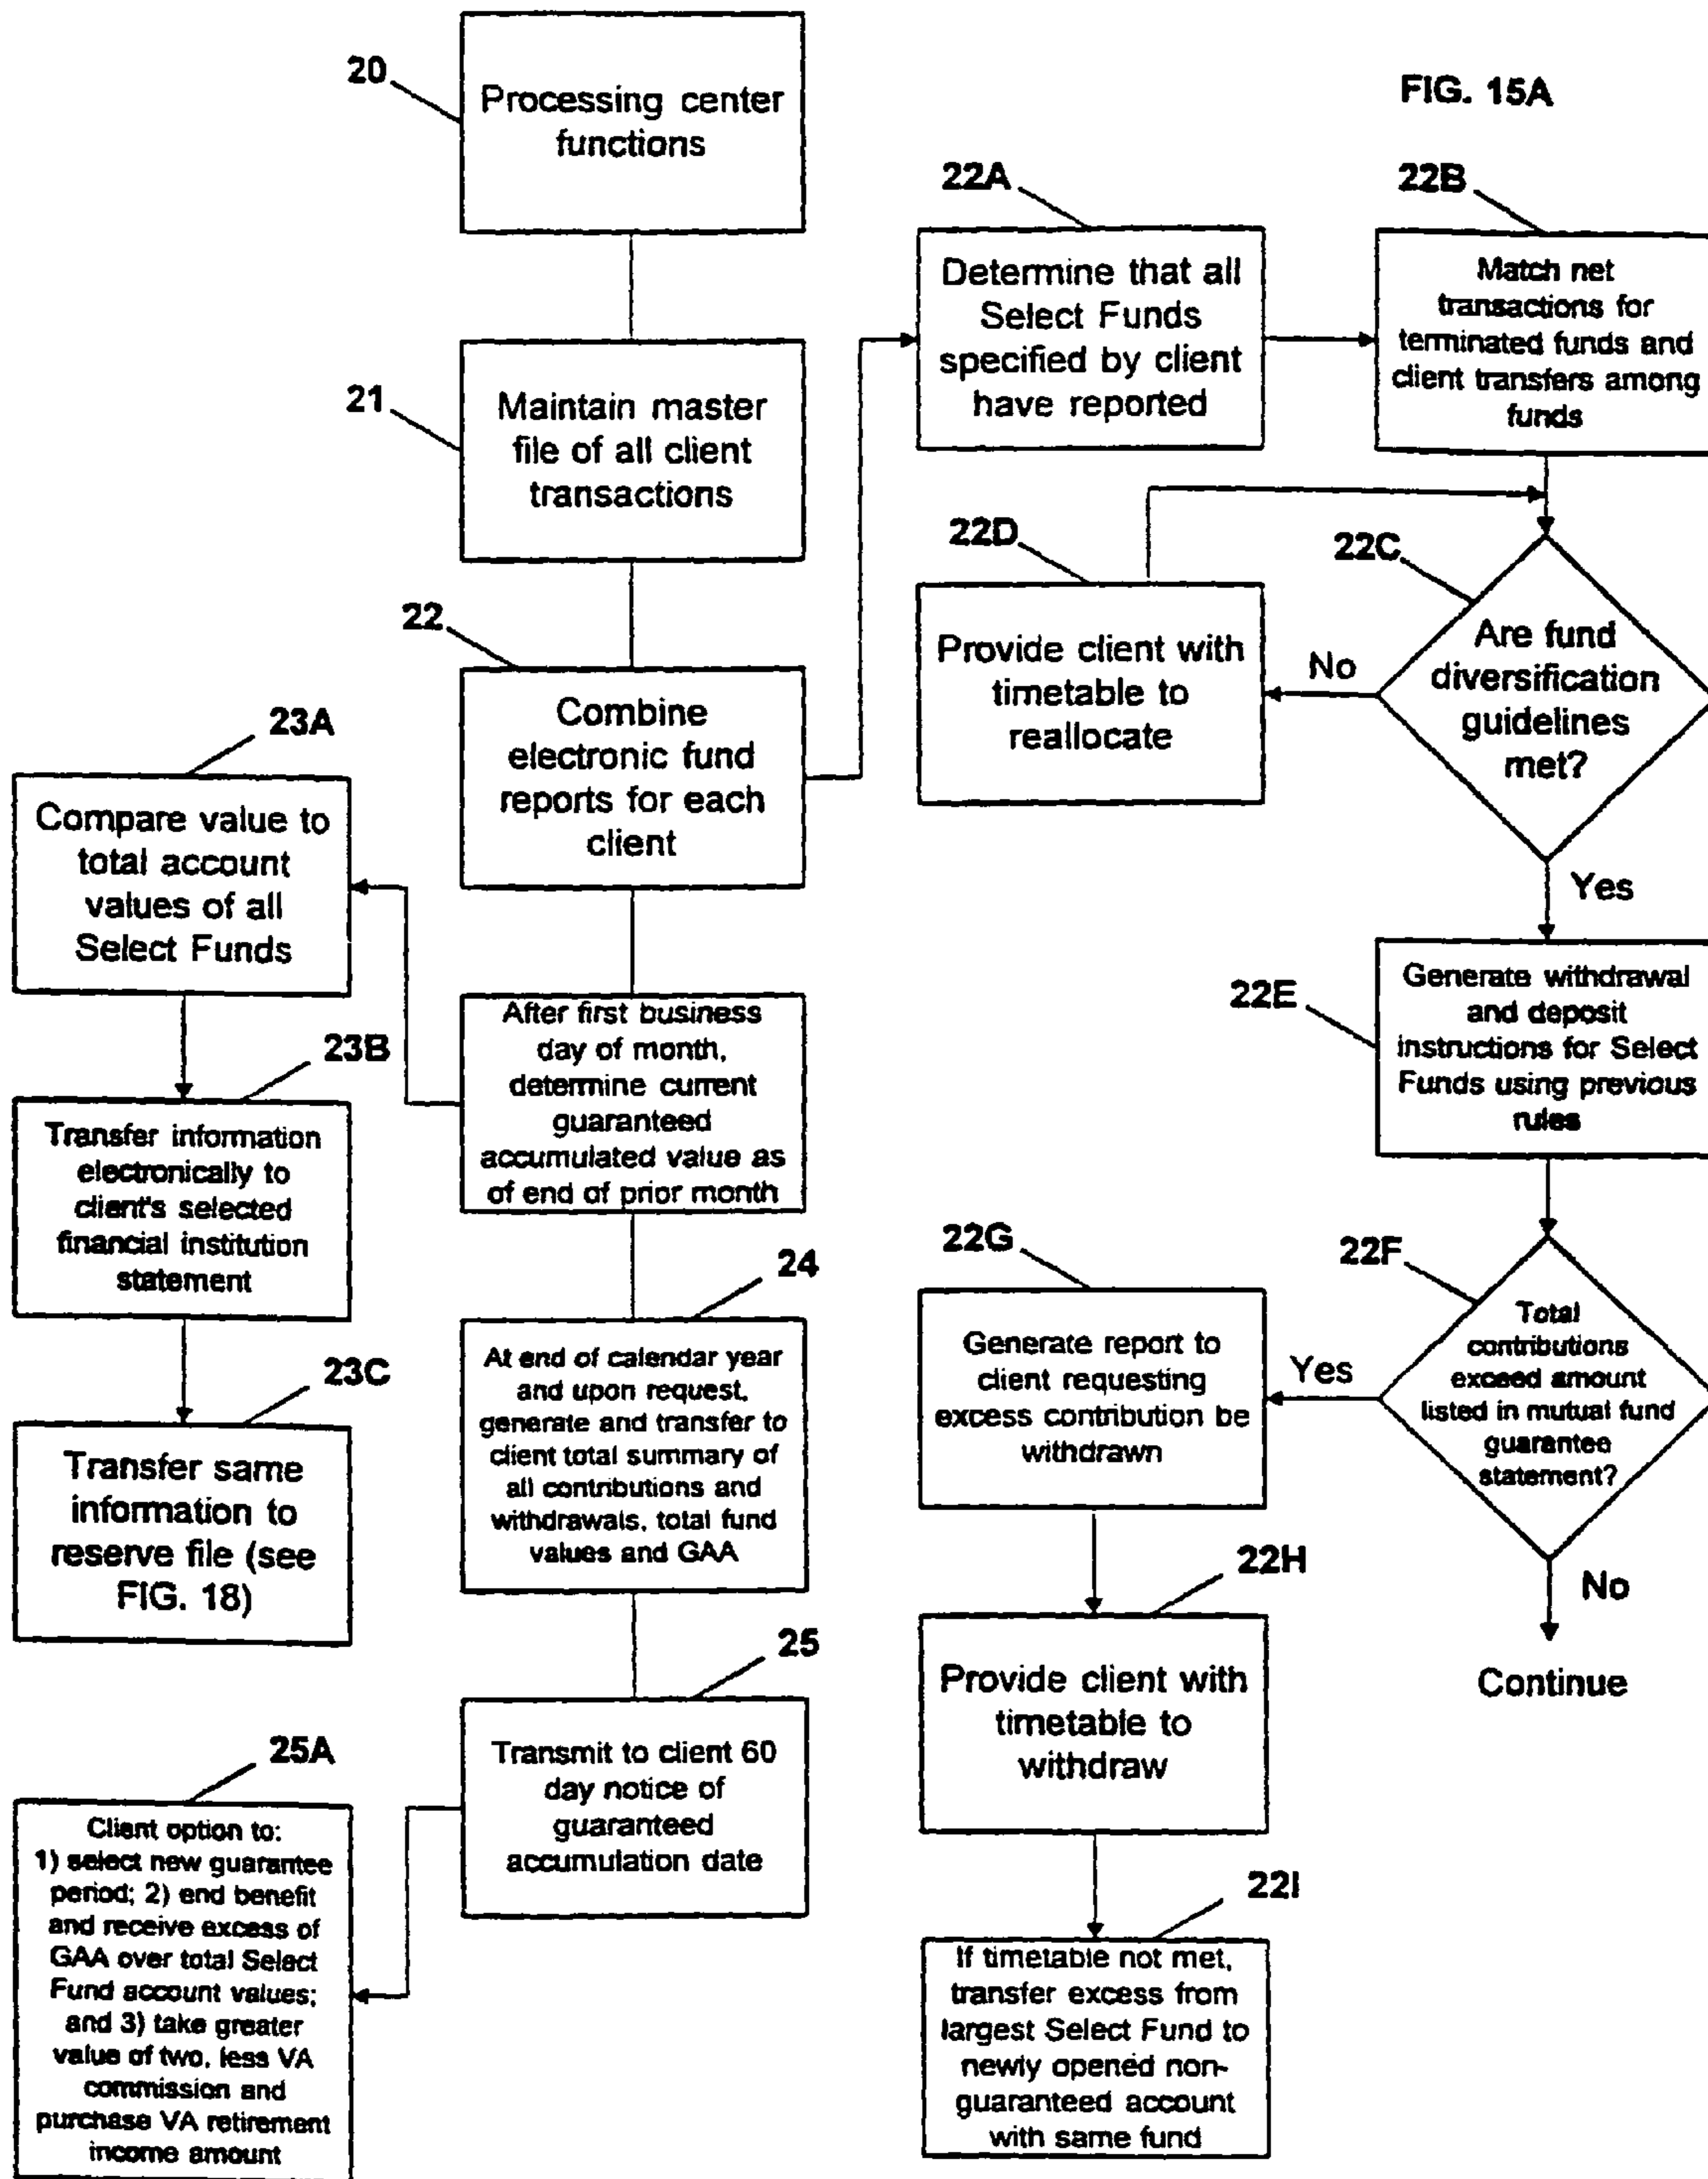 FIG. 15A
20
Processing center
functions
21
Maintain master
file of all client
transactions
22
Combine
electronic fund
reports for each
client
22A
Determine that all
Select Funds
specified by client
have reported
22B
Match net
transactions for
terminated funds and
client transfers among
funds
22C
Are fund
diversification
guidelines
met?
No
22D
Provide client with
timetable to
reallocate
Yes
22E
Generate withdrawal
and deposit
instructions for Select
Funds using previous
rules
22F
Total
contributions
exceed amount
listed in mutual fund
guarantee
statement?
No
Continue
Yes
22G
Generate report to
client requesting
excess contribution be
withdrawn
22H
Provide client with
timetable to
withdraw
22I
If timetable not met,
transfer excess from
largest Select Fund to
newly opened non-
guaranteed account
with same fund
After first business
day of month,
determine current
guaranteed
accumulated value as
of end of prior month
23A
Compare value to
total account
values of all
Select Funds
23B
Transfer information
electronically to
client's selected
financial institution
statement
23C
Transfer same
information to
reserve file (see
FIG. 18)
24
At end of calendar year
and upon request,
generate and transfer to
client total summary of
all contributions and
withdrawals, total fund
values and GAA
25
Transmit to client 60
day notice of
guaranteed
accumulation date
25A
Client option to:
1) select new guarantee
period; 2) end benefit
and receive excess of
GAA over total Select
Fund account values;
and 3) take greater
value of two, less VA
commission and
purchase VA retirement
income amount